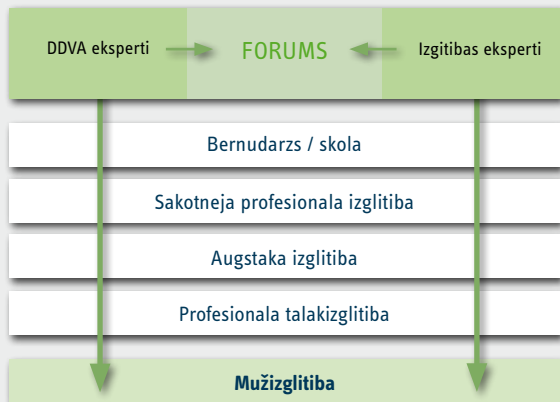 DDVA eksperti
FORUMS
Izgitibas eksperti
Bernudarzs / skola
Sakotneja profesionala izglitiba
Augstaka izglitiba
Profesionala talakizglitiba
Mužizglitiba